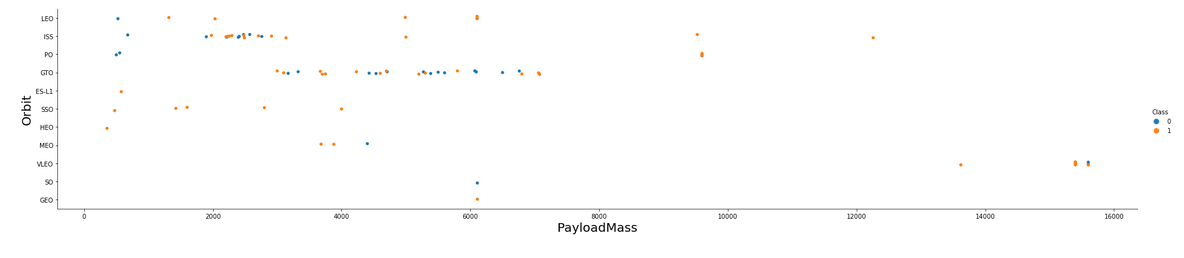 LEO
ISS
PO
GTO
ES-L1
SSO
HEO
MEO
VLEO
SO
GEO
Orbit
0
2000
4000
6000
8000
10000
12000
14000
16000
PayloadMass
Class
0
1